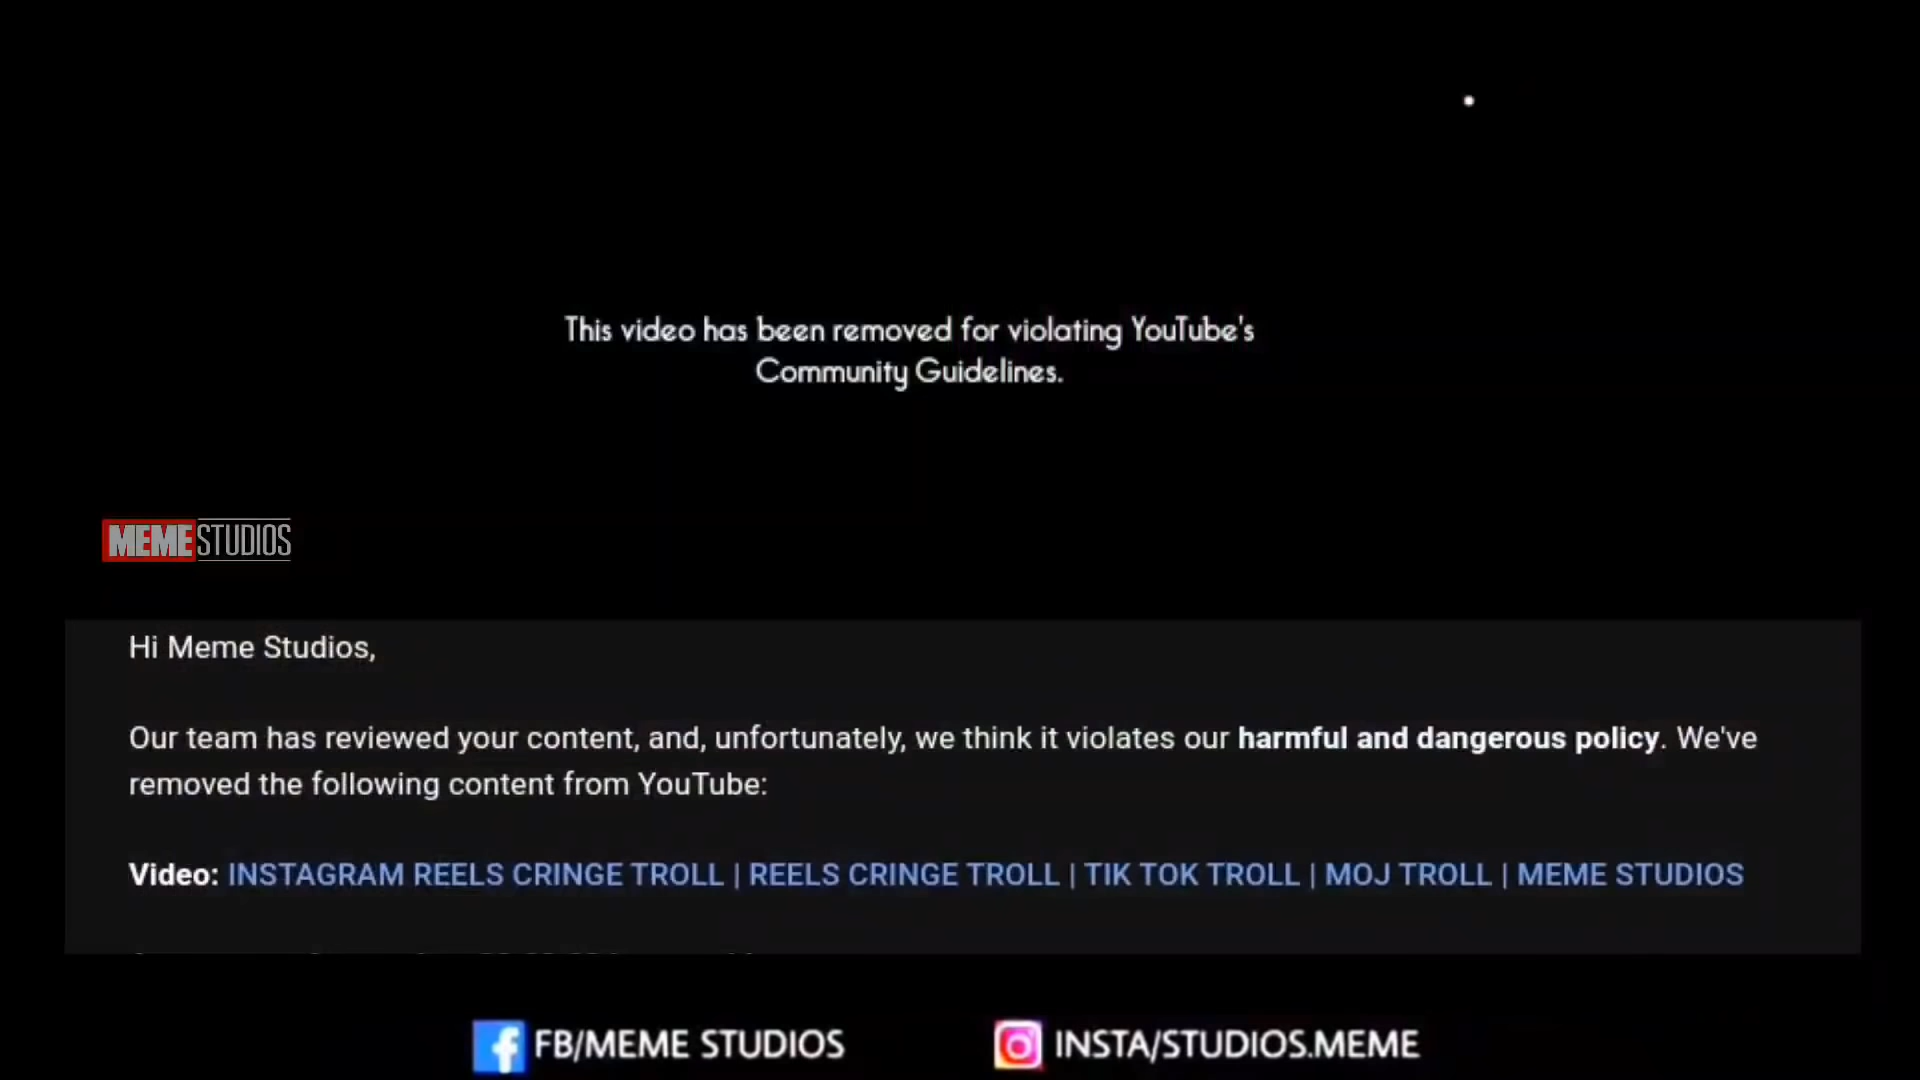 This video has been removed for violating YouTube's
Community Guidelines.
MEMESTUDIOS
Hi Meme Studios,
Our team has reviewed your content, and, unfortunately, we think it violates our harmful and dangerous policy. We've
removed the following content from YouTube:
Video: INSTAGRAM REELS CRINGE TROLL | REELS CRINGE TROLL | TIK TOK TROLL | MOJ TROLL | MEME STUDIOS
FB/MEME STUDIOS INSTA/STUDIOS.MEME